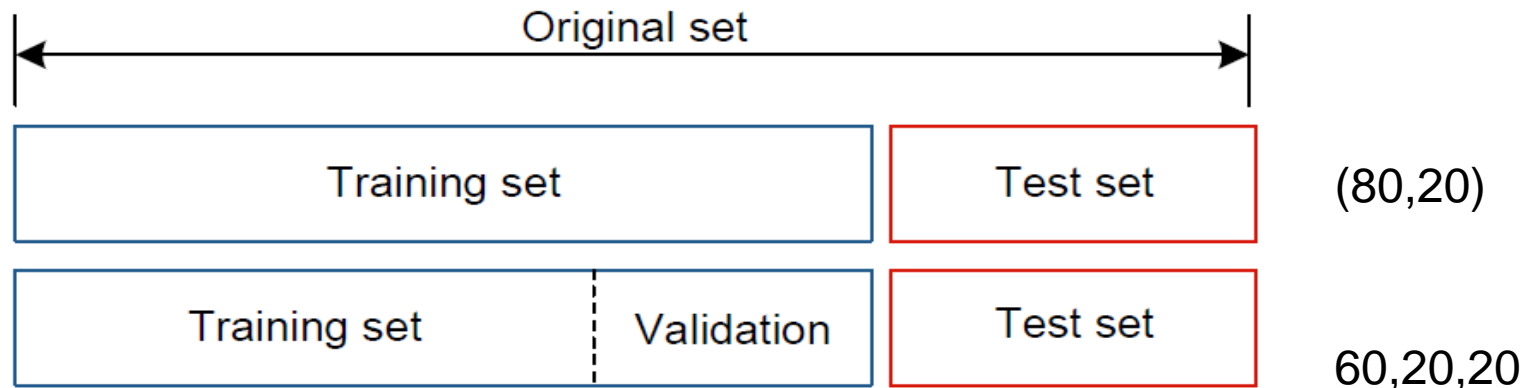 Original set
Training set Test set (80,20)
Training set Validation Test set
60,20,20